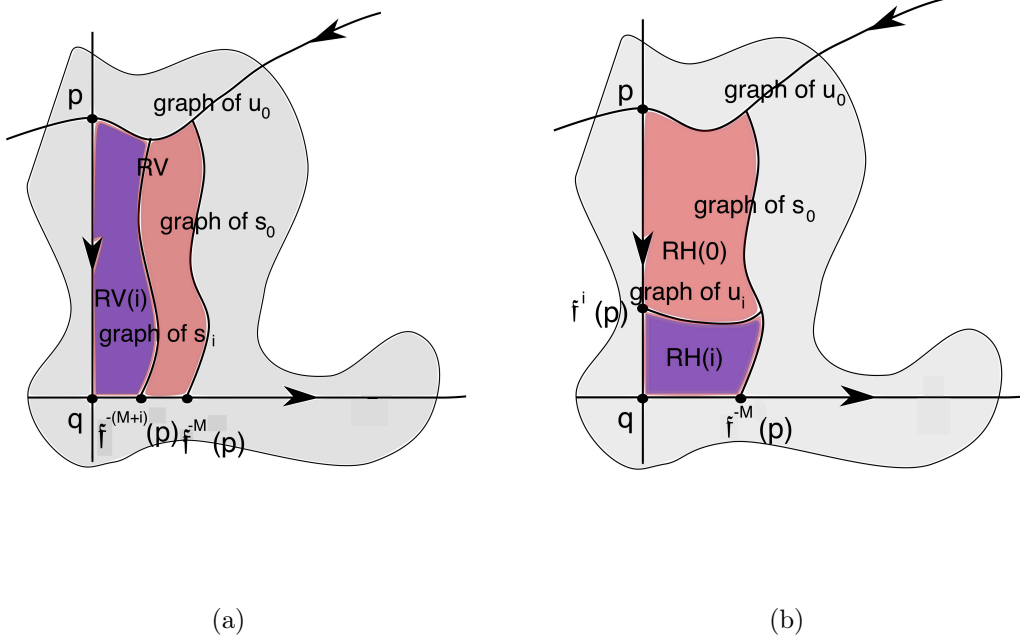 p
graph of u0
RV
graph of s0
RV(i)
graph of si
q
f̃-(M+i)(p)
f̃-M(p)
(a)
p
graph of u0
graph of s0
RH(0)
graph of ui
f̃i(p)
RH(i)
q
f̃-M(p)
(b)